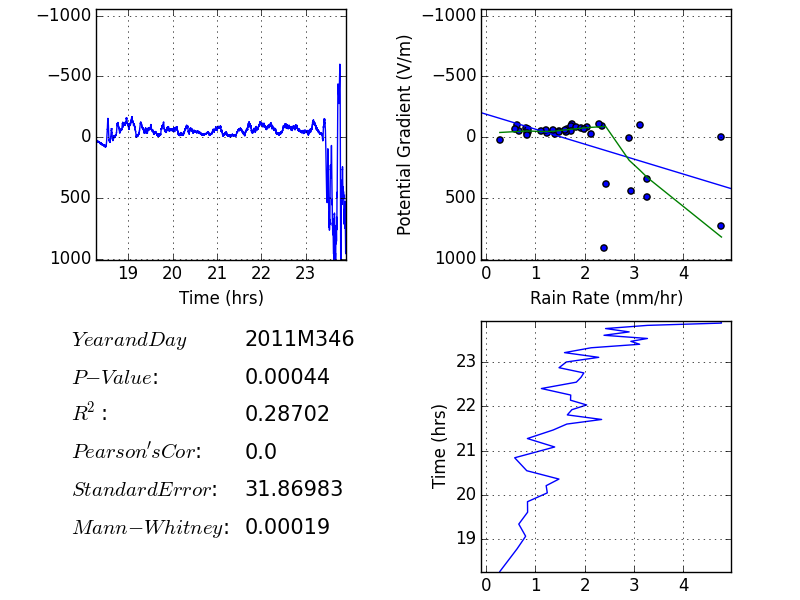 −1000
−500
0
500
1000
19 20 21 22 23
Time (hrs)
−1000
−500
0
500
1000
Potential Gradient (V/m)
0 1 2 3 4
Rain Rate (mm/hr)
YearandDay 2011M346
P−Value: 0.00044
R²: 0.28702
Pearson'sCor: 0.0
StandardError: 31.86983
Mann−Whitney: 0.00019
23
22
21
20
19
Time (hrs)
0 1 2 3 4